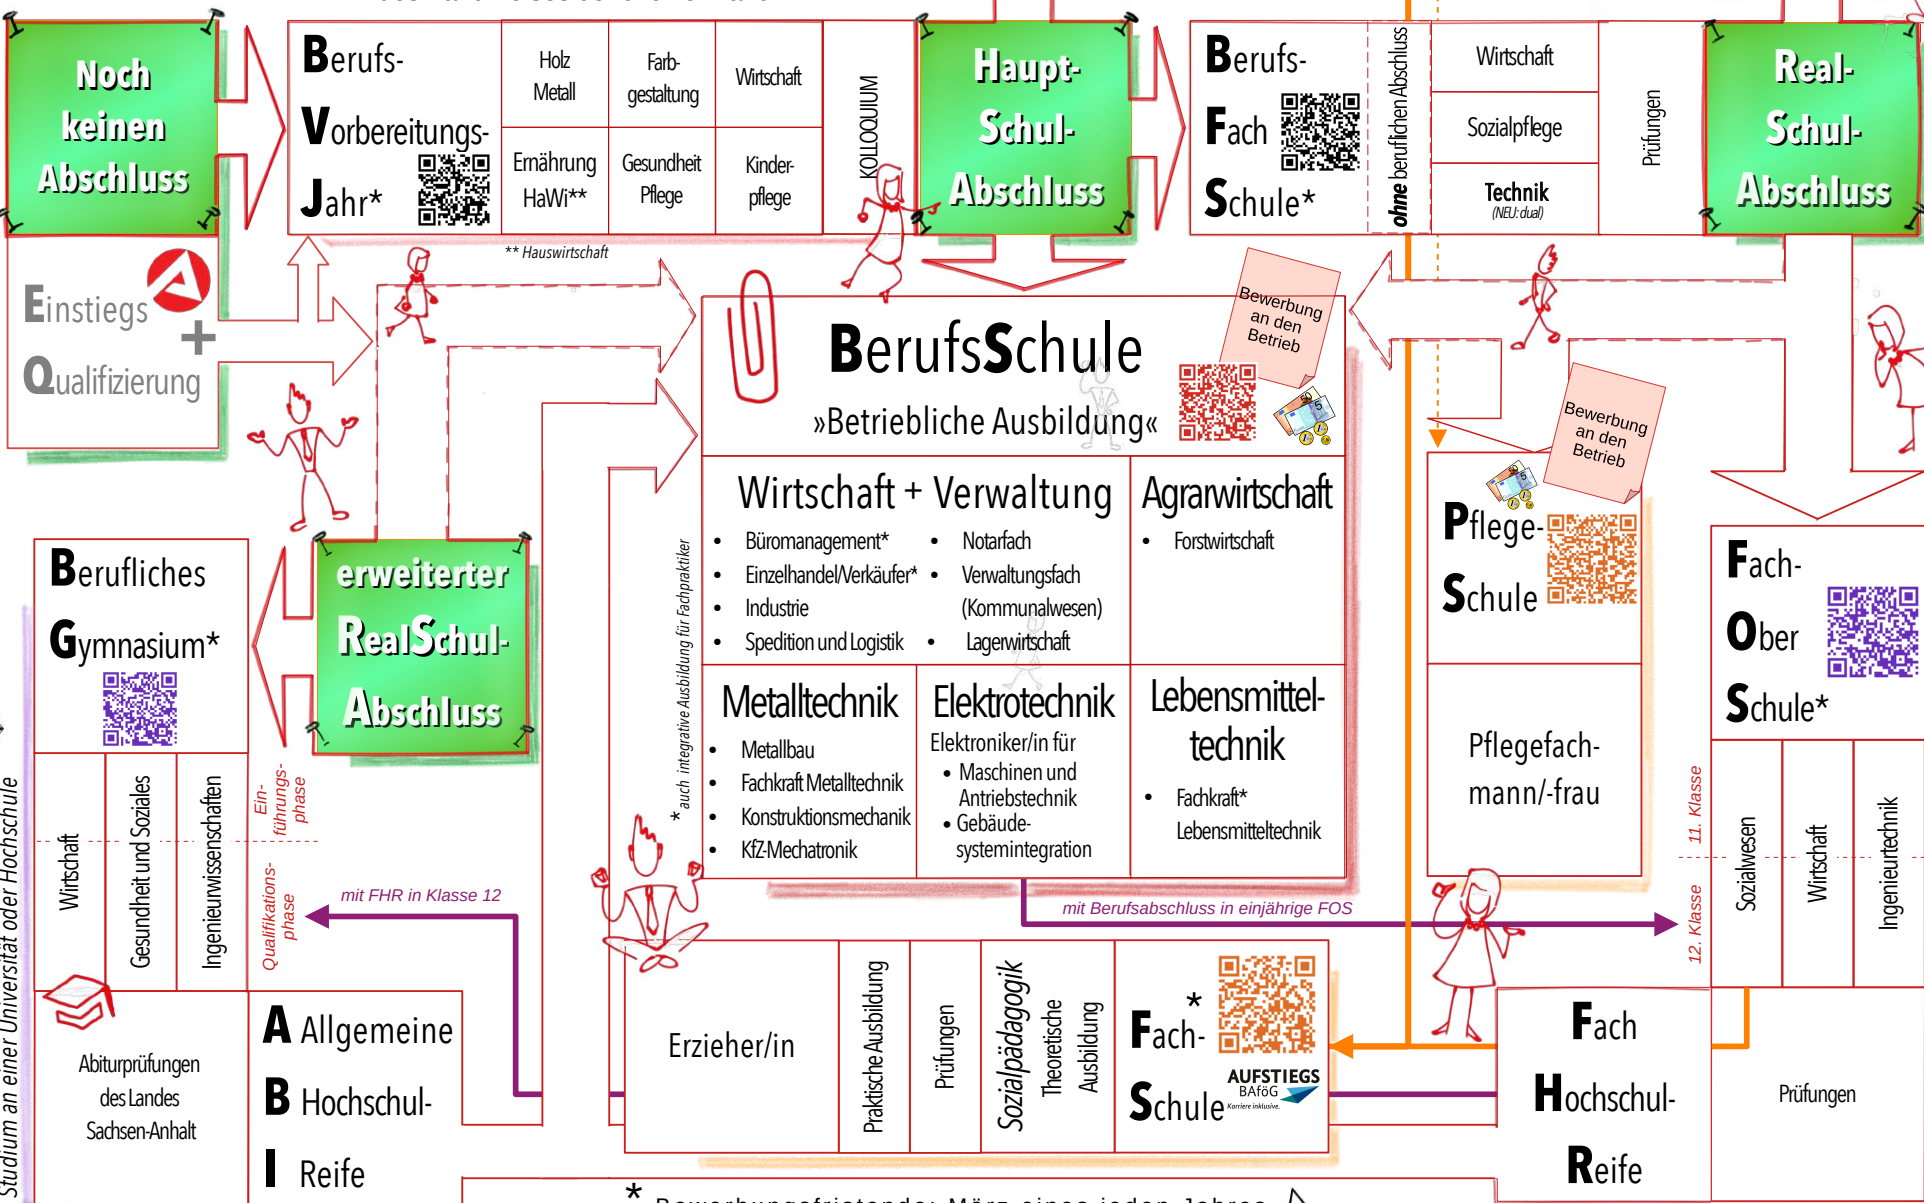 Noch
keinen
Abschluss
Berufs-
Vorbereitungs-
Jahr*
Holz
Metall
Farb-
gestaltung
Wirtschaft
Ernährung
HaWi**
Gesundheit
Pflege
Kinder-
pflege
KOLLOQUIUM
** Hauswirtschaft
Haupt-
Schul-
Abschluss
Berufs-
Fach
Schule*
ohne beruflichen Abschluss
Wirtschaft
Sozialpflege
Technik
(NEU: dual)
Prüfungen
Real-
Schul-
Abschluss
Einstiegs
+
Qualifizierung
BerufsSchule
»Betriebliche Ausbildung«
Bewerbung
an den
Betrieb
Wirtschaft + Verwaltung
• Büromanagement*
• Einzelhandel/Verkäufer*
• Industrie
• Spedition und Logistik
• Notarfach
• Verwaltungsfach
(Kommunalwesen)
• Lagerwirtschaft
Agrarwirtschaft
• Forstwirtschaft
Metalltechnik
• Metallbau
• Fachkraft Metalltechnik
• Konstruktionsmechanik
• KfZ-Mechatronik
Elektrotechnik
Elektroniker/in für
• Maschinen und
Antriebstechnik
• Gebäude-
systemintegration
Lebensmittel-
technik
• Fachkraft*
Lebensmitteltechnik
* auch integrative Ausbildung für Fachpraktiker
Bewerbung
an den
Betrieb
Pflege-
Schule
Pflegefach-
mann/-frau
Fach-
Ober
Schule*
11. Klasse
12. Klasse
Sozialwesen
Wirtschaft
Ingenieurtechnik
Berufliches
Gymnasium*
erweiterter
RealSchul-
Abschluss
Wirtschaft
Gesundheit und Soziales
Ingenieurwissenschaften
Ein-
führungs-
phase
Qualifikations-
phase
mit FHR in Klasse 12
mit Berufsabschluss in einjährige FOS
Studium an einer Universität oder Hochschule
Abiturprüfungen
des Landes
Sachsen-Anhalt
A Allgemeine
B Hochschul-
I Reife
Erzieher/in
Praktische Ausbildung
Prüfungen
Sozialpädagogik
Theoretische
Ausbildung
*
Fach-
Schule
AUFSTIEGS
BAföG
Karriere inklusive.
Fach
Hochschul-
Reife
Prüfungen
* Bewerbungsfristende: März eines jeden Jahres